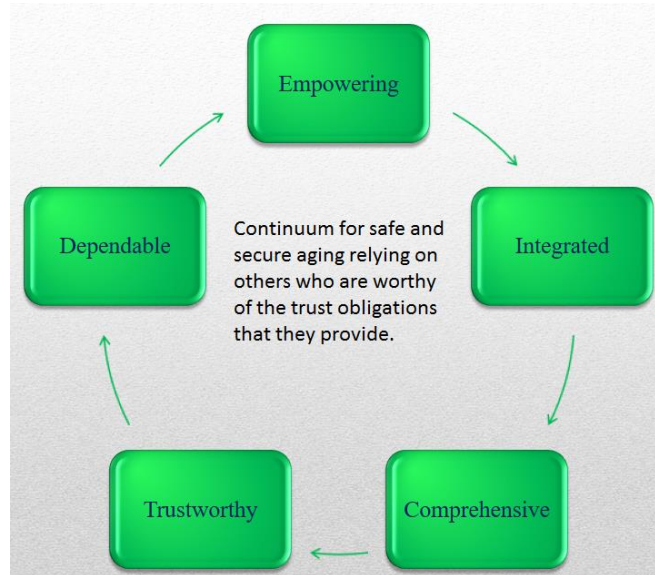 Empowering
Dependable
Integrated
Continuum for safe and
secure aging relying on
others who are worthy
of the trust obligations
that they provide.
Trustworthy
Comprehensive